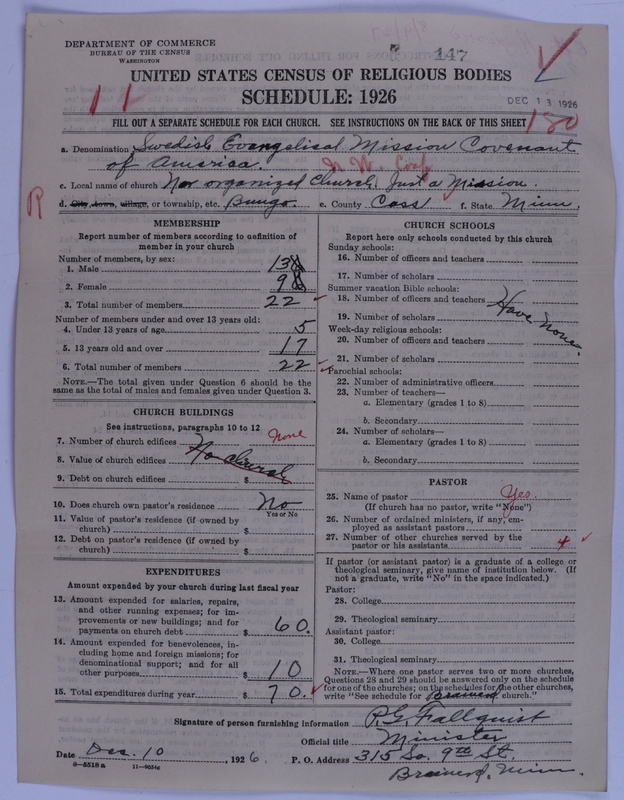 DEPARTMENT OF COMMERCE
BUREAU OF THE CENSUS
WASHINGTON
147
UNITED STATES CENSUS OF RELIGIOUS BODIES
SCHEDULE: 1926
DEC 13 1926
11
FILL OUT A SEPARATE SCHEDULE FOR EACH CHURCH. SEE INSTRUCTIONS ON THE BACK OF THIS SHEET
180
a. Denomination Swedish Evangelical Mission Covenant
of America.
c. Local name of church Nor organized Church. Just a Mission.
R
d. City, town, village, or township, etc. Bungo. e. County Cass f. State Minn.
MEMBERSHIP
Report number of members according to definition of
member in your church
Number of members, by sex:
1. Male 13
2. Female 9
3. Total number of members 22
Number of members under and over 13 years old:
4. Under 13 years of age 5
5. 13 years old and over 17
6. Total number of members 22
NOTE.—The total given under Question 6 should be the
same as the total of males and females given under Question 3.
CHURCH BUILDINGS
See instructions, paragraphs 10 to 12
7. Number of church edifices None
8. Value of church edifices No church
9. Debt on church edifices $
10. Does church own pastor's residence No
Yes or No
11. Value of pastor's residence (if owned by
church) $
12. Debt on pastor's residence (if owned by
church) $
EXPENDITURES
Amount expended by your church during last fiscal year
13. Amount expended for salaries, repairs,
and other running expenses; for im-
provements or new buildings; and for
payments on church debt $ 60.
14. Amount expended for benevolences, in-
cluding home and foreign missions; for
denominational support; and for all
other purposes $ 10
15. Total expenditures during year $ 70.
CHURCH SCHOOLS
Report here only schools conducted by this church
Sunday schools:
16. Number of officers and teachers
17. Number of scholars
Summer vacation Bible schools:
18. Number of officers and teachers Have None.
19. Number of scholars
Week-day religious schools:
20. Number of officers and teachers
21. Number of scholars
Parochial schools:
22. Number of administrative officers
23. Number of teachers—
a. Elementary (grades 1 to 8)
b. Secondary
24. Number of scholars—
a. Elementary (grades 1 to 8)
b. Secondary
PASTOR
25. Name of pastor Yes.
(If church has no pastor, write "None")
26. Number of ordained ministers, if any, em-
ployed as assistant pastors
27. Number of other churches served by the
pastor or his assistants 4
If pastor (or assistant pastor) is a graduate of a college or
theological seminary, give name of institution below. (If
not a graduate, write "No" in the space indicated.)
Pastor:
28. College
29. Theological seminary
Assistant pastor:
30. College
31. Theological seminary
NOTE.—Where one pastor serves two or more churches,
Questions 28 and 29 should be answered only on the schedule
for one of the churches; on the schedules for the other churches,
write "See schedule for Brainerd church."
Signature of person furnishing information R.G. Fallquist
Official title Minister
Date Dec. 10, 1926. P. O. Address 315 So. 9th St.
8-5518a 11-9054c
Brainerd, Minn.